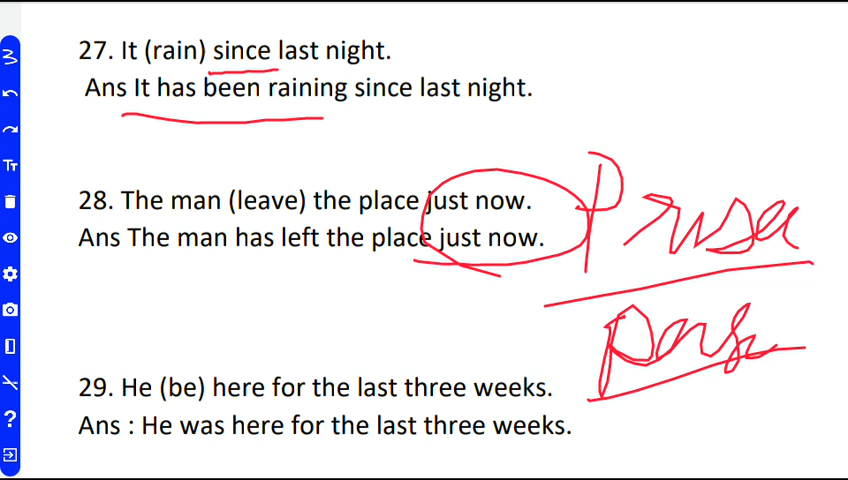 27. It (rain) since last night.
Ans It has been raining since last night.
28. The man (leave) the place just now.
Ans The man has left the place just now.
29. He (be) here for the last three weeks.
Ans : He was here for the last three weeks.